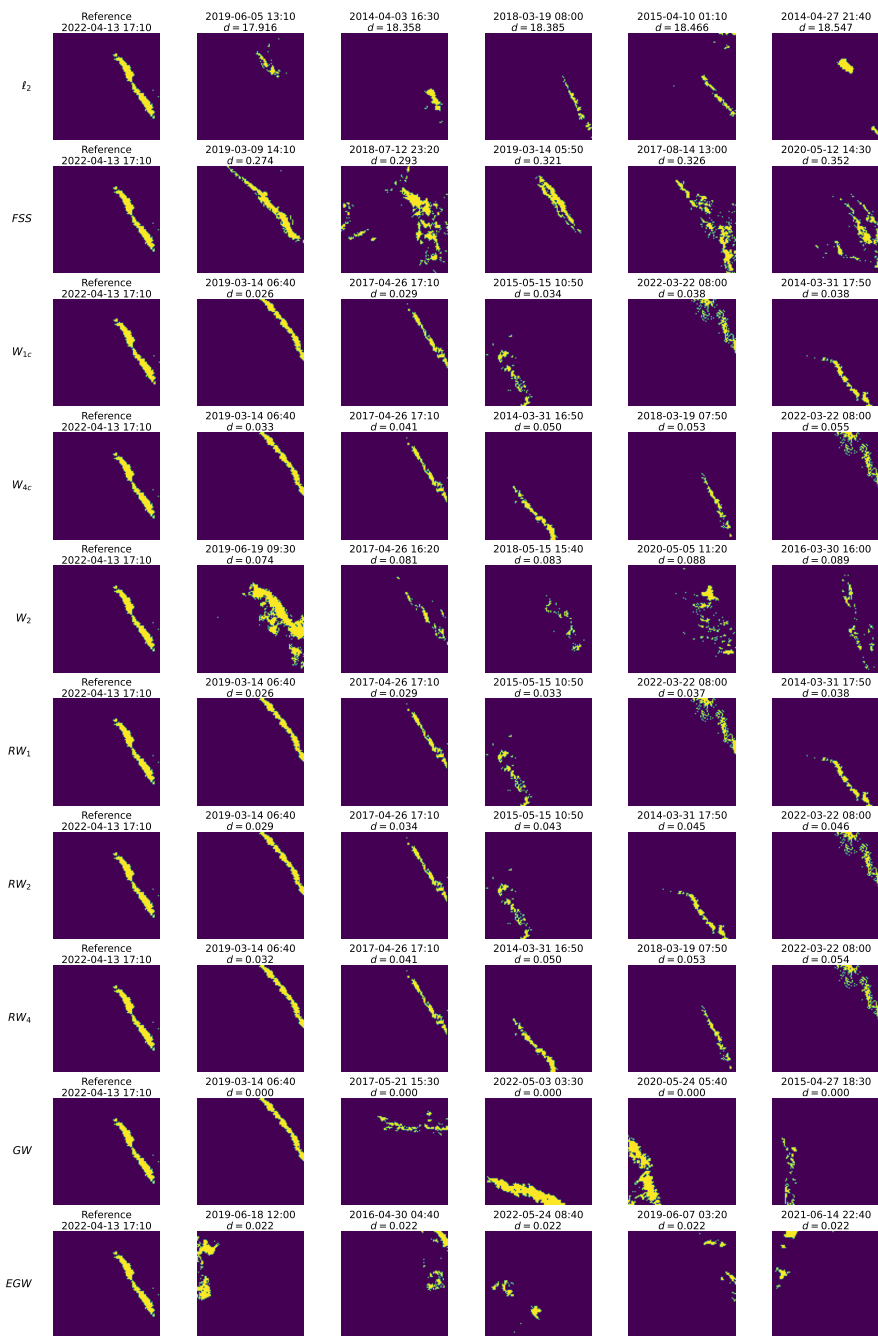 Reference 2019-06-05 13:10 2014-04-03 16:30 2018-03-19 08:00 2015-04-10 01:10 2014-04-27 21:40
2022-04-13 17:10 d = 17.916 d = 18.358 d = 18.385 d = 18.466 d = 18.547
ℓ₂
Reference 2019-03-09 14:10 2018-07-12 23:20 2019-03-14 05:50 2017-08-14 13:00 2020-05-12 14:30
2022-04-13 17:10 d = 0.274 d = 0.293 d = 0.321 d = 0.326 d = 0.352
FSS
Reference 2019-03-14 06:40 2017-04-26 17:10 2015-05-15 10:50 2022-03-22 08:00 2014-03-31 17:50
2022-04-13 17:10 d = 0.026 d = 0.029 d = 0.034 d = 0.038 d = 0.038
W₁c
Reference 2019-03-14 06:40 2017-04-26 17:10 2014-03-31 16:50 2018-03-19 07:50 2022-03-22 08:00
2022-04-13 17:10 d = 0.033 d = 0.041 d = 0.050 d = 0.053 d = 0.055
W₄c
Reference 2019-06-19 09:30 2017-04-26 16:20 2018-05-15 15:40 2020-05-05 11:20 2016-03-30 16:00
2022-04-13 17:10 d = 0.074 d = 0.081 d = 0.083 d = 0.088 d = 0.089
W₂
Reference 2019-03-14 06:40 2017-04-26 17:10 2015-05-15 10:50 2022-03-22 08:00 2014-03-31 17:50
2022-04-13 17:10 d = 0.026 d = 0.029 d = 0.033 d = 0.037 d = 0.038
RW₁
Reference 2019-03-14 06:40 2017-04-26 17:10 2015-05-15 10:50 2014-03-31 17:50 2022-03-22 08:00
2022-04-13 17:10 d = 0.029 d = 0.034 d = 0.043 d = 0.045 d = 0.046
RW₂
Reference 2019-03-14 06:40 2017-04-26 17:10 2014-03-31 16:50 2018-03-19 07:50 2022-03-22 08:00
2022-04-13 17:10 d = 0.032 d = 0.041 d = 0.050 d = 0.053 d = 0.054
RW₄
Reference 2019-03-14 06:40 2017-05-21 15:30 2022-05-03 03:30 2020-05-24 05:40 2015-04-27 18:30
2022-04-13 17:10 d = 0.000 d = 0.000 d = 0.000 d = 0.000 d = 0.000
GW
Reference 2019-06-18 12:00 2016-04-30 04:40 2022-05-24 08:40 2019-06-07 03:20 2021-06-14 22:40
2022-04-13 17:10 d = 0.022 d = 0.022 d = 0.022 d = 0.022 d = 0.022
EGW